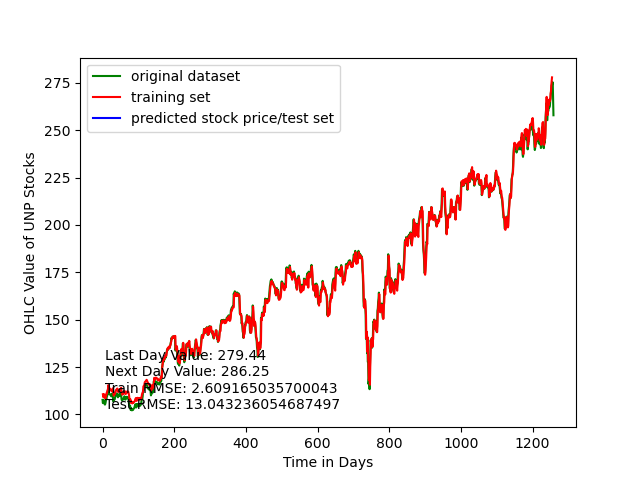 original dataset
training set
predicted stock price/test set
OHLC Value of UNP Stocks
275
250
225
200
175
150
125
100
Last Day Value: 279.44
Next Day Value: 286.25
Train RMSE: 2.609165035700043
Test RMSE: 13.043236054687497
0 200 400 600 800 1000 1200
Time in Days